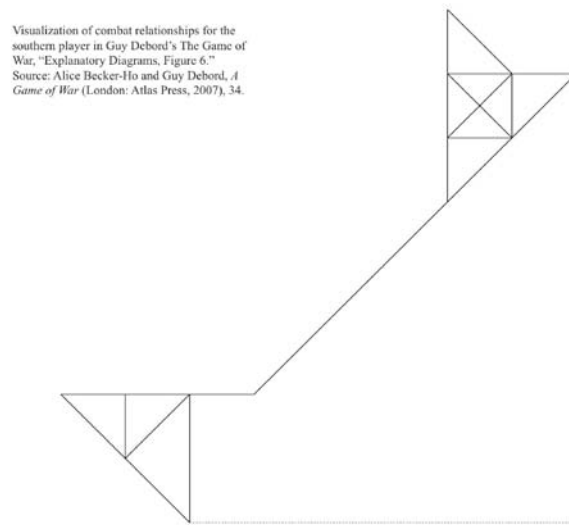 Visualization of combat relationships for the
southern player in Guy Debord's The Game of
War, “Explanatory Diagrams, Figure 6.”
Source: Alice Becker-Ho and Guy Debord, A
Game of War (London: Atlas Press, 2007), 34.